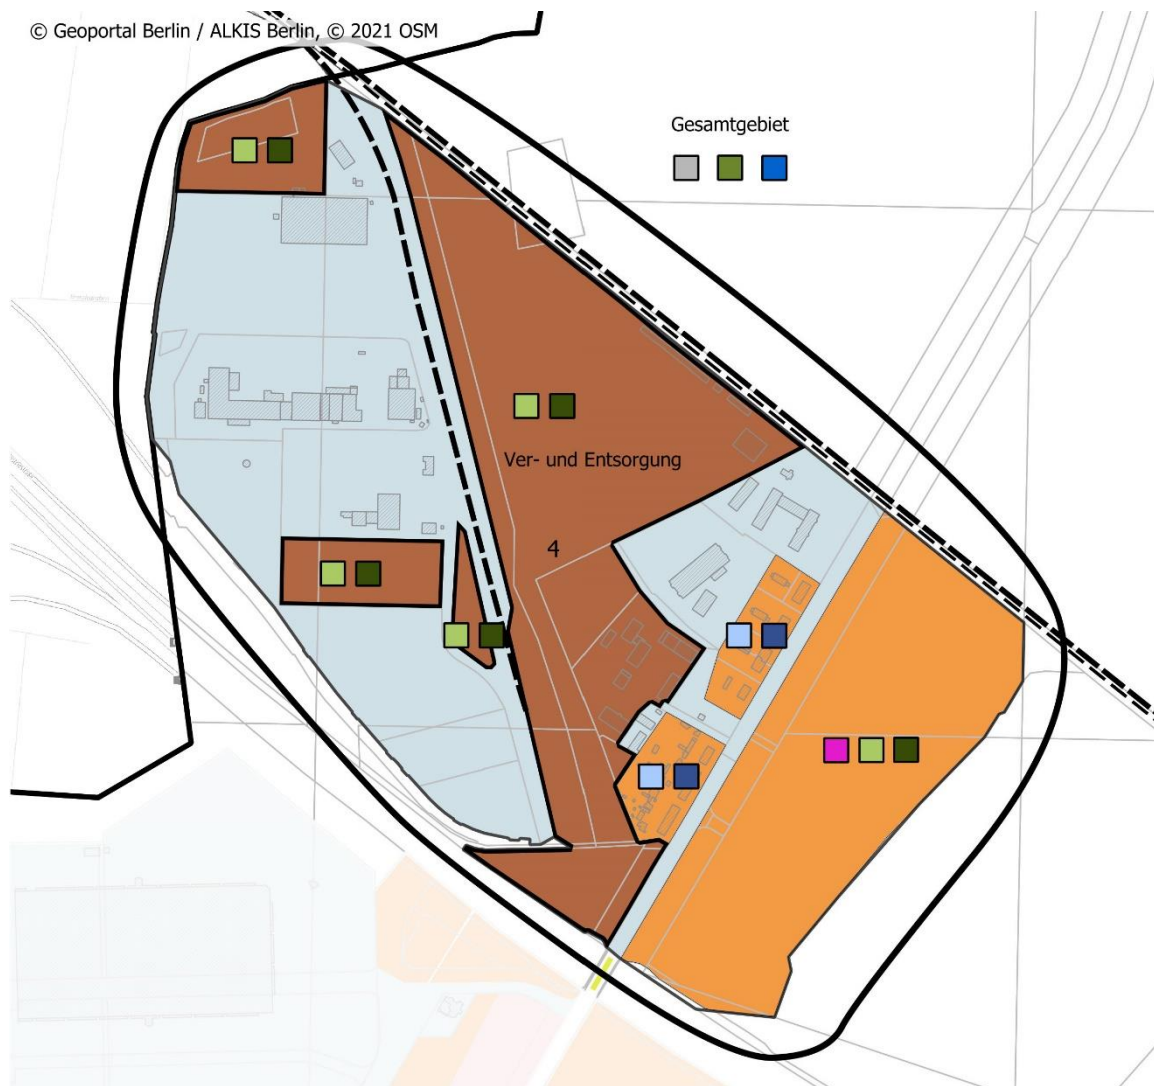 © Geoportal Berlin / ALKIS Berlin, © 2021 OSM
Gesamtgebiet
Ver- und Entsorgung
4